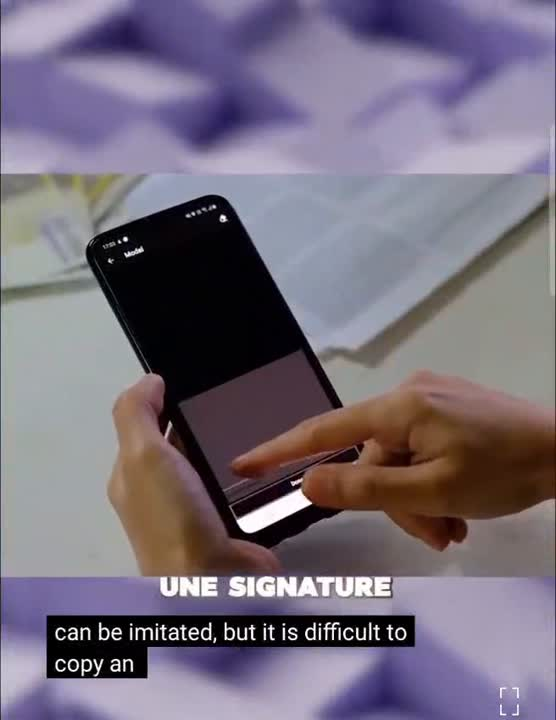 Model
UNE SIGNATURE
can be imitated, but it is difficult to
copy an